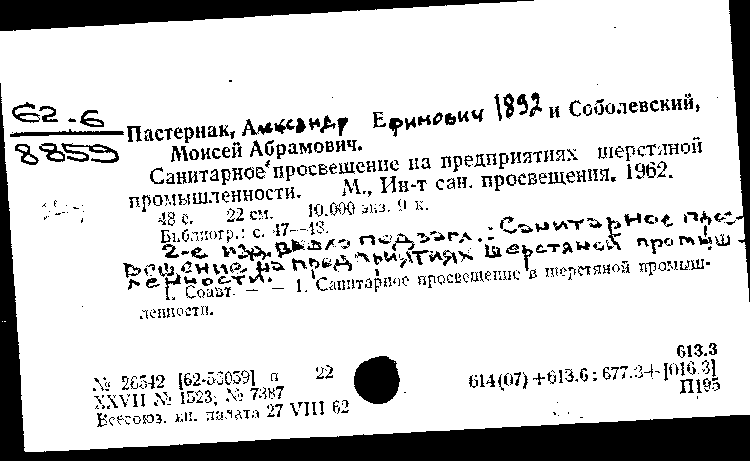 62-6
8859
Пастернак, Александр Ефимович 1892 и Соболевский,
Моисей Абрамович.
Санитарное просвещение на предприятиях шерстяной
промышленности. М., Ин-т сан. просвещения. 1962.
48 с. 22 см. 10.000 экз. 9 к.
Библиогр.: с. 47—48.
2-е изд. вышло под загл.: Санитарное прос-
вещение на предприятиях шерстяной промыш-
ленности.
I. Соавт. — — 1. Санитарное просвещение в шерстяной промыш-
ленности.
613.3
№ 26542 [62-56059] п 22
614(07)+613.6:677.3+[016.3]
XXVII № 1523; № 7387
П195
Всесоюз. кн. палата 27 VIII 62